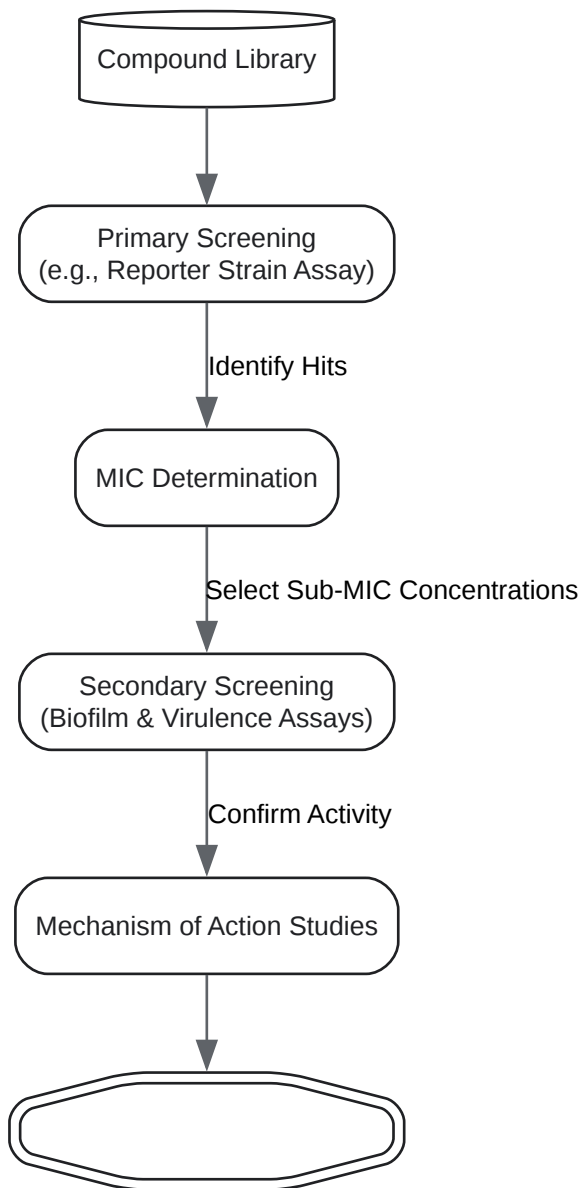 Compound Library
Primary Screening
(e.g., Reporter Strain Assay)
Identify Hits
MIC Determination
Select Sub-MIC Concentrations
Secondary Screening
(Biofilm & Virulence Assays)
Confirm Activity
Mechanism of Action Studies